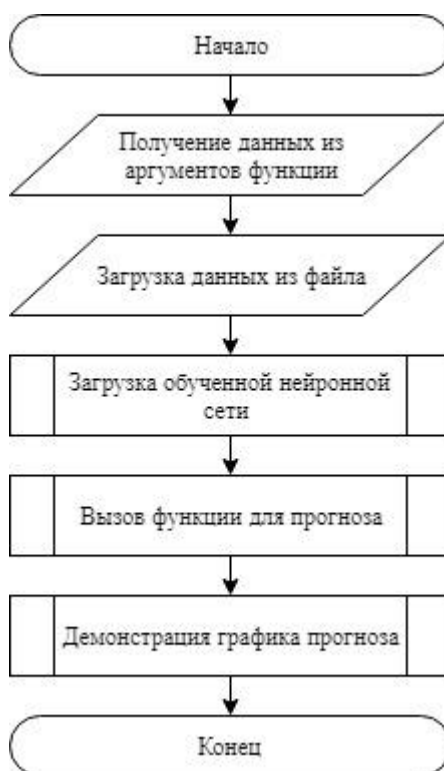 Начало
Получение данных из
аргументов функции
Загрузка данных из файла
Загрузка обученной нейронной
сети
Вызов функции для прогноза
Демонстрация графика прогноза
Конец